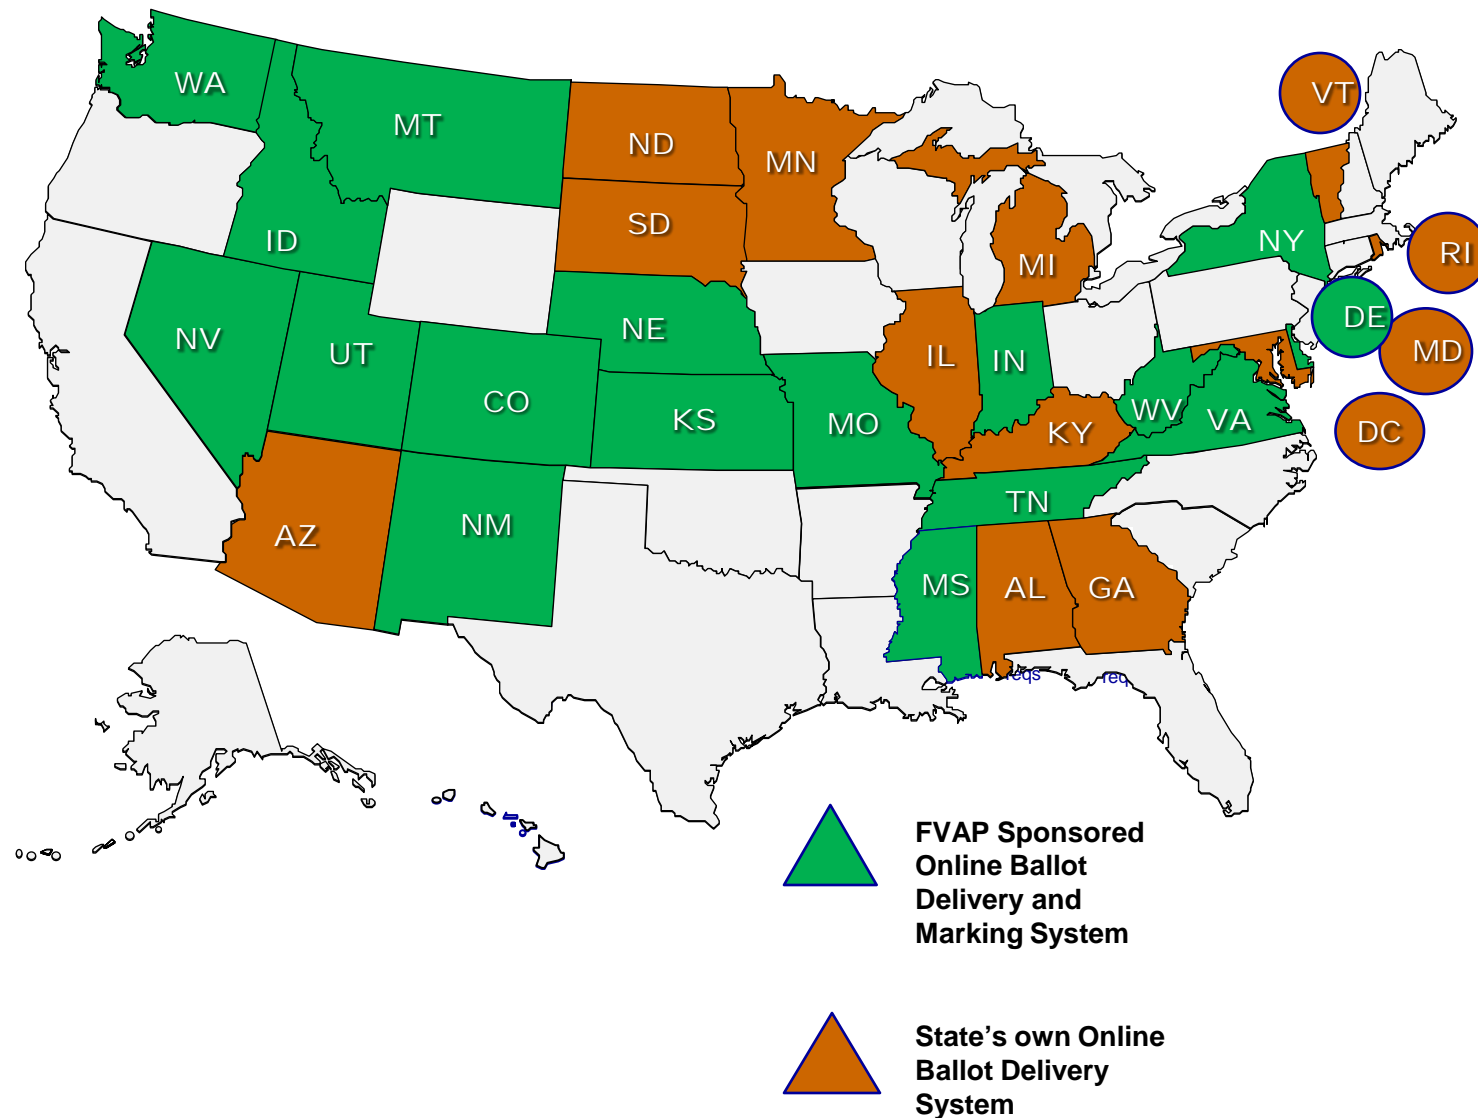 WA
VT
MT
ND
MN
SD
ID
NY
RI
MI
NV
UT
NE
IL
IN
DE
MD
CO
KS
MO
KY
WV
VA
DC
AZ
NM
TN
MS
AL
GA
reqs
req
FVAP Sponsored
Online Ballot
Delivery and
Marking System
State’s own Online
Ballot Delivery
System